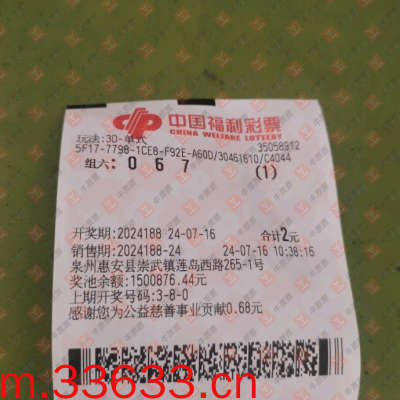 中国福利彩票
CHINA WELFARE LOTTERY
玩法:3D-单式 35058912
5F17-7798-1CE8-F92E-A60D/30461610/C4044
组六: 0 6 7 (1)
开奖期:2024188 24-07-16 合计2元
销售期:2024188-24 24-07-16 10:38:16
泉州惠安县崇武镇莲岛西路265-1号
奖池余额:1500876.44元
上期开奖号码:3-8-0
感谢您为公益慈善事业贡献0.68元
m.33633.cn